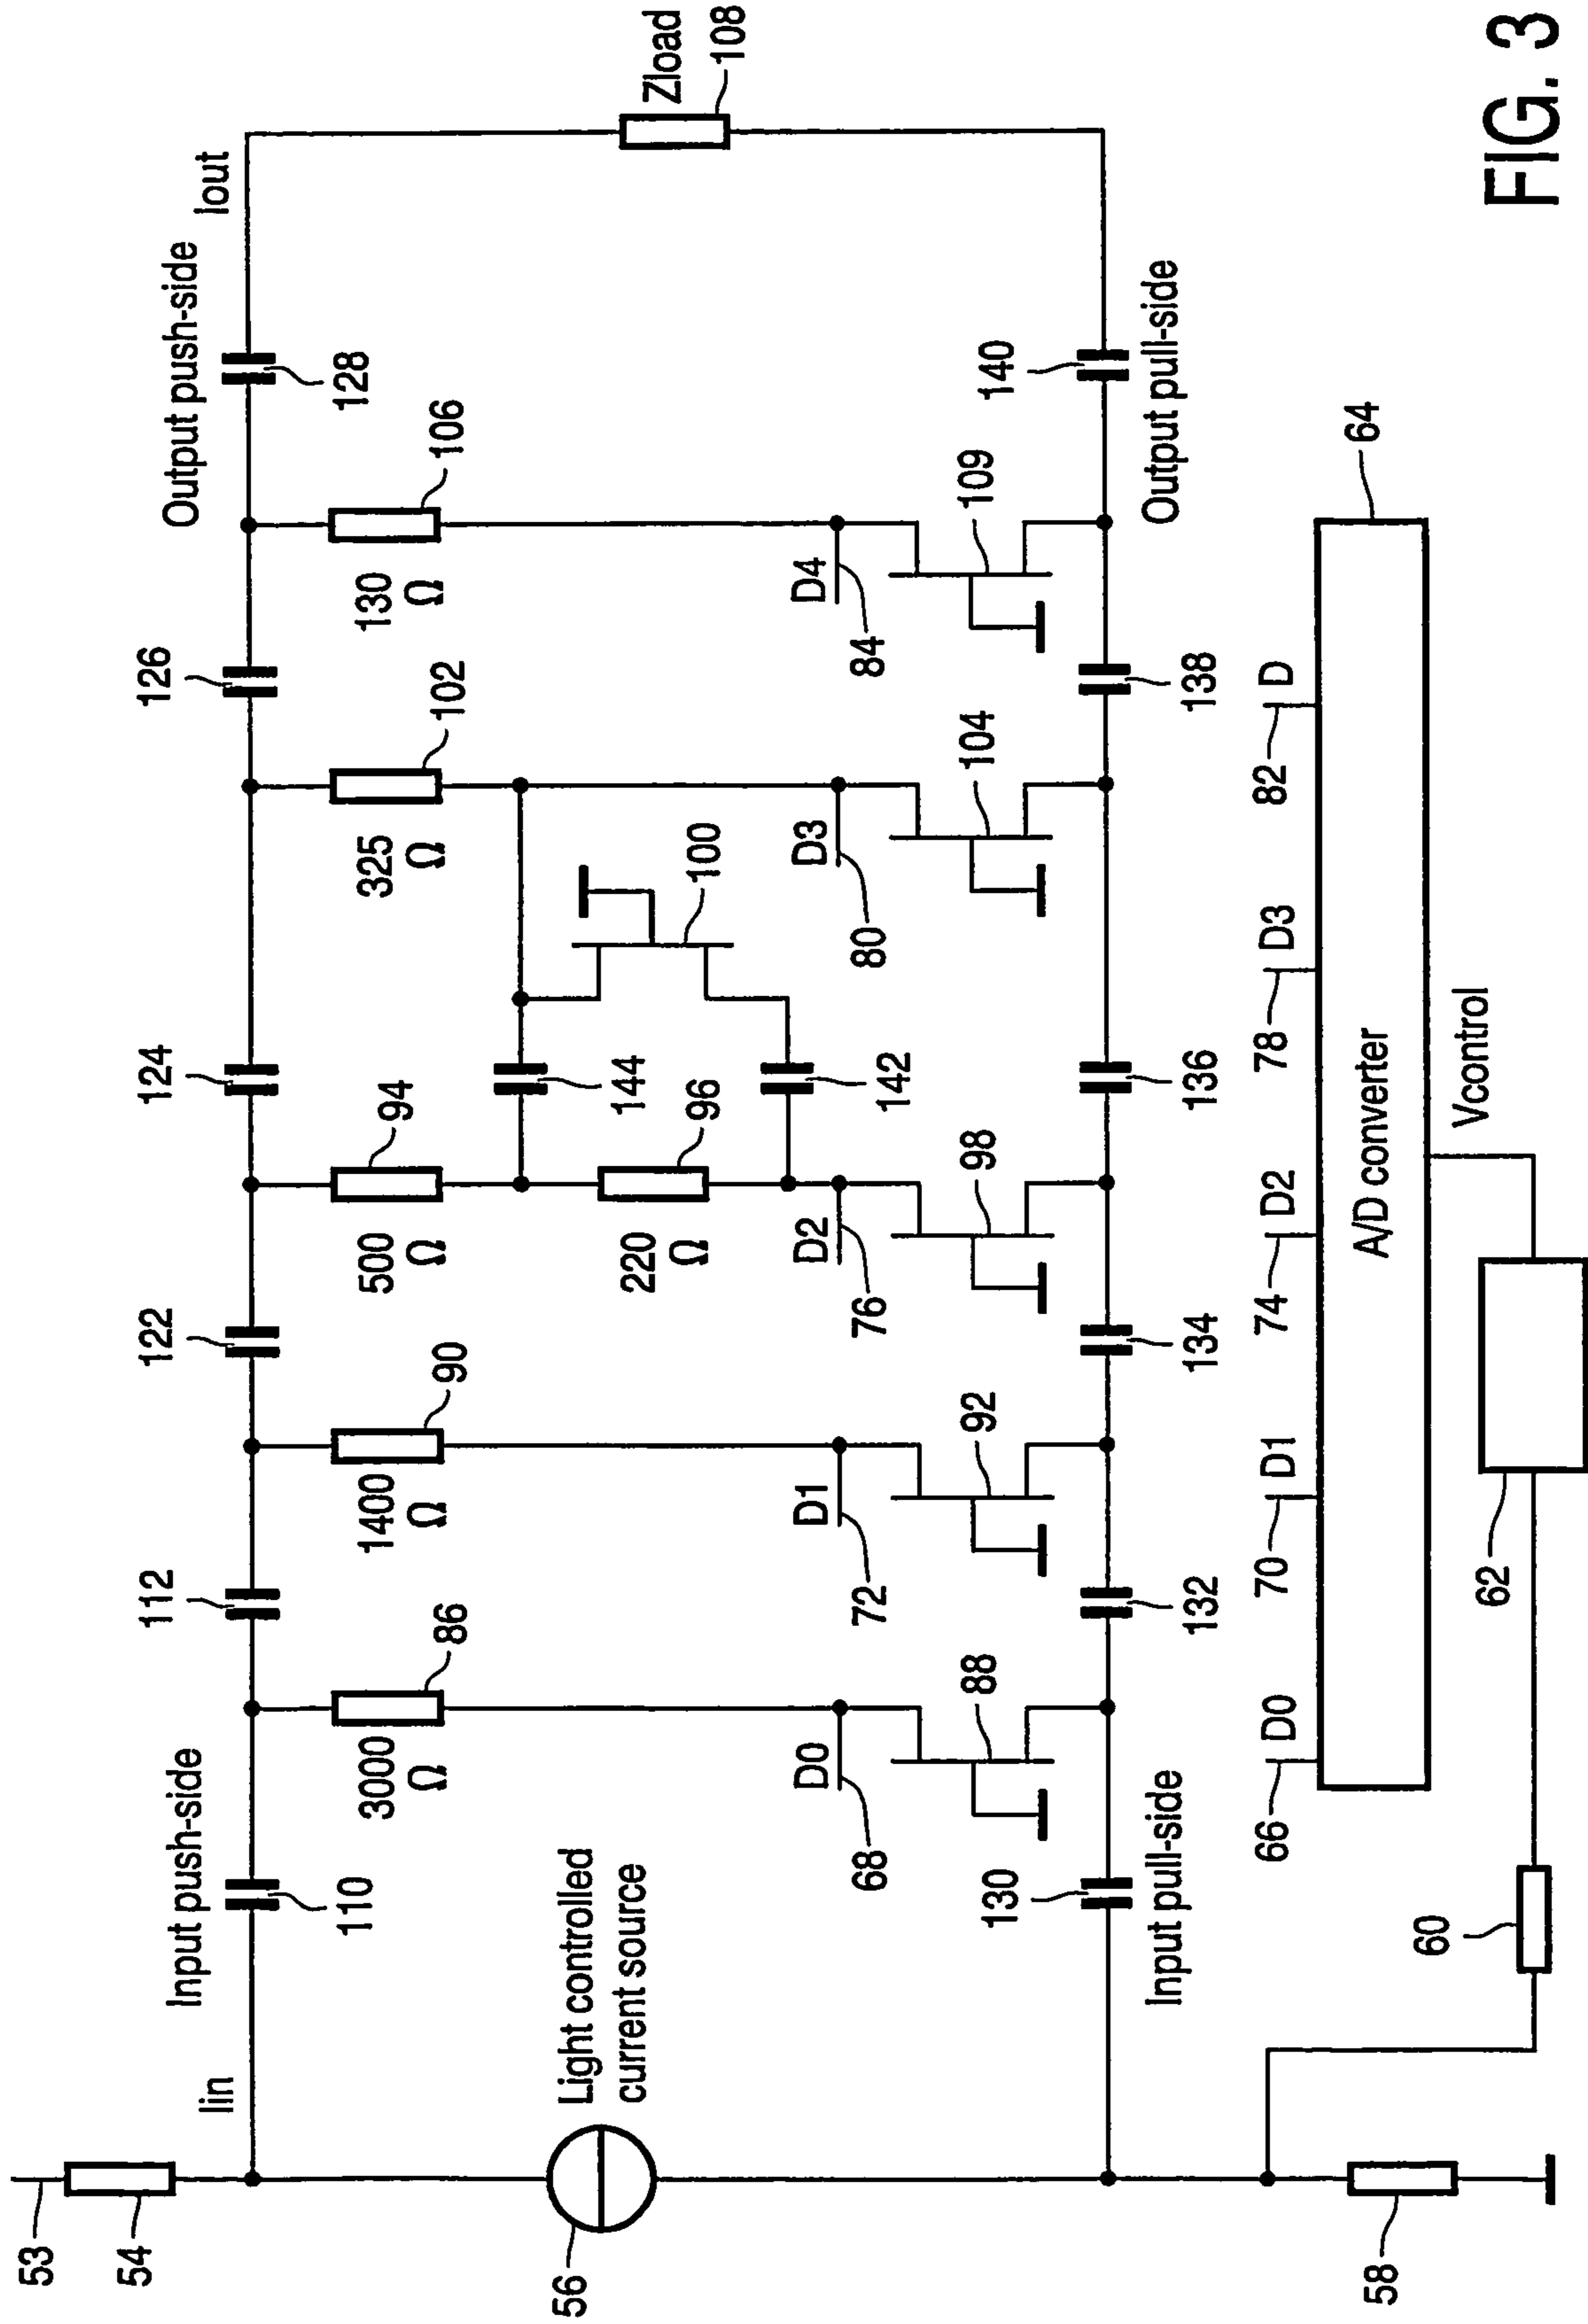 53
54
Iin
Input push-side
Output push-side
Iout
110
112
122
124
126
128
3000
Ω
86
1400
Ω
90
500
Ω
94
325
Ω
102
130
Ω
106
Zload
108
144
100
220
Ω
96
142
56
Light controlled
current source
D0
68
88
D1
72
92
D2
76
98
D3
80
104
D4
84
109
130
132
134
136
138
140
Input pull-side
Output pull-side
66
D0
70
D1
74
D2
78
D3
82
D
A/D converter
64
58
60
62
Vcontrol
FIG. 3